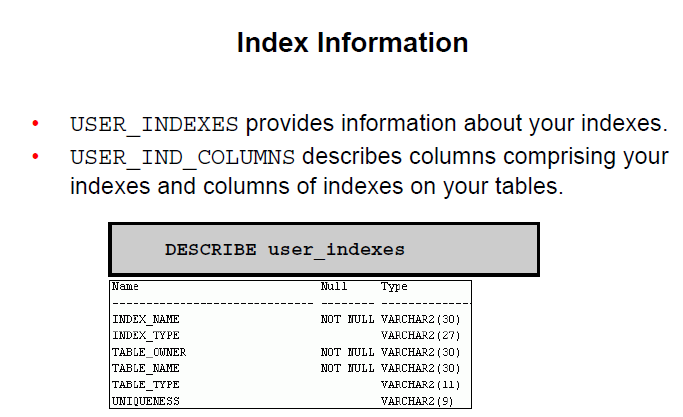 Index Information
• USER_INDEXES provides information about your indexes.
• USER_IND_COLUMNS describes columns comprising your
indexes and columns of indexes on your tables.
DESCRIBE user_indexes
Name Null Type
------------------------------ -------- -------------
INDEX_NAME NOT NULL VARCHAR2(30)
INDEX_TYPE VARCHAR2(27)
TABLE_OWNER NOT NULL VARCHAR2(30)
TABLE_NAME NOT NULL VARCHAR2(30)
TABLE_TYPE VARCHAR2(11)
UNIQUENESS VARCHAR2(9)